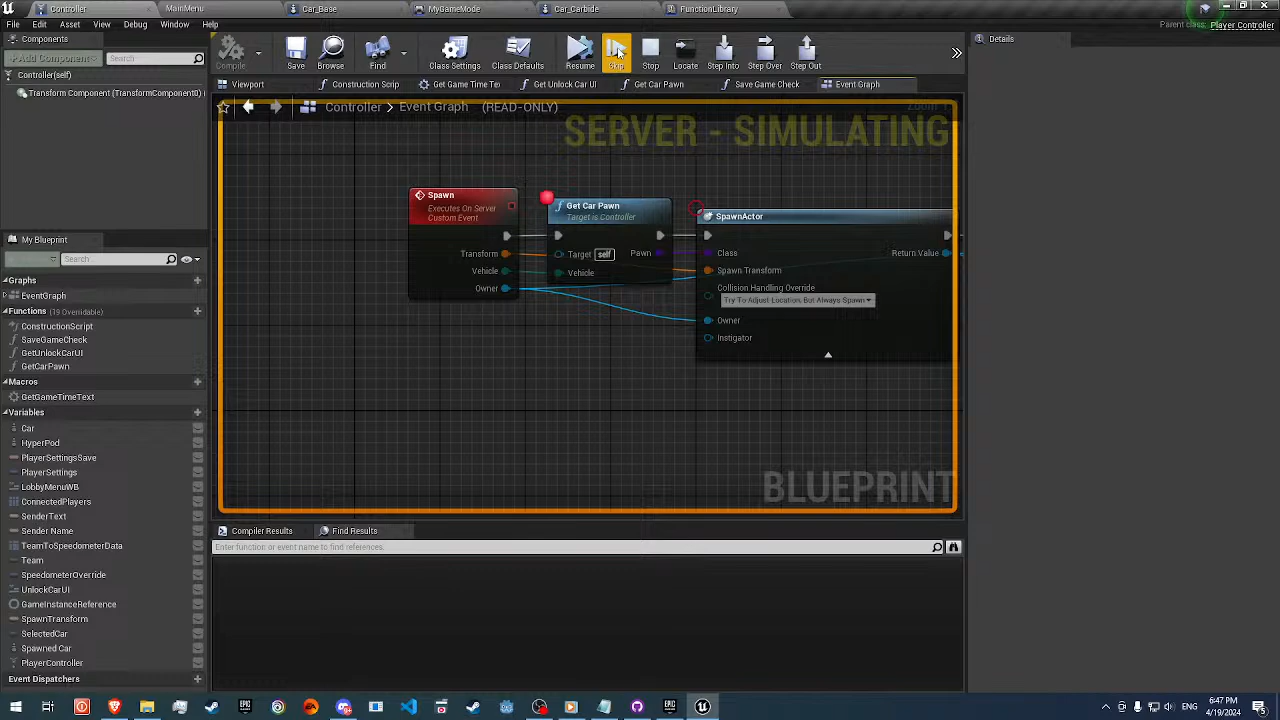 Controller MainMenu Car_Base MyGameMode Car_Carbide FunctionLibrary
File Edit Asset View Debug Window Help
Parent class: Player Controller
Components
Add Component Search
Controller(self)
TransformComponent (TransformComponent0)
Compile Save Browse Find Class Settings Class Defaults Resume Skip Stop Locate Step Into Step Over Step Out
Details
Viewport Construction Scrip Get Game Time Te Get Unlock Car UI Get Car Pawn Save Game Check Event Graph
Controller Event Graph (READ-ONLY)
SERVER - SIMULATING
Spawn
Executes On Server
Custom Event
Transform
Vehicle
Owner
Get Car Pawn
Target is Controller
Target self Pawn
Vehicle
SpawnActor
Class Return Value
Spawn Transform
Collision Handling Override
Try To Adjust Location, But Always Spawn
Owner
Instigator
BLUEPRINT
My Blueprint
Search
Graphs
EventGraph
Functions (19 Overridable)
ConstructionScript
SaveGameCheck
GetUnlockCarUI
GetCarPawn
Macros
GetGameTimeText
Variables
Car
HyperPod
PlayerSettingsSave
PlayerSettings
LobbyMenuWB
ConnectedPlayers
SenderText
Sender Name
TeamToSpeedometerData
Team
SpeedometerOverride
UnlockCarUI
GameInstanceReference
SpawnTransform
SelectedCar
Spawned Car
PlayerController
Event Dispatchers
Compiler Results Find Results
Enter function or event name to find references.
6:47 PM
4/19/2024